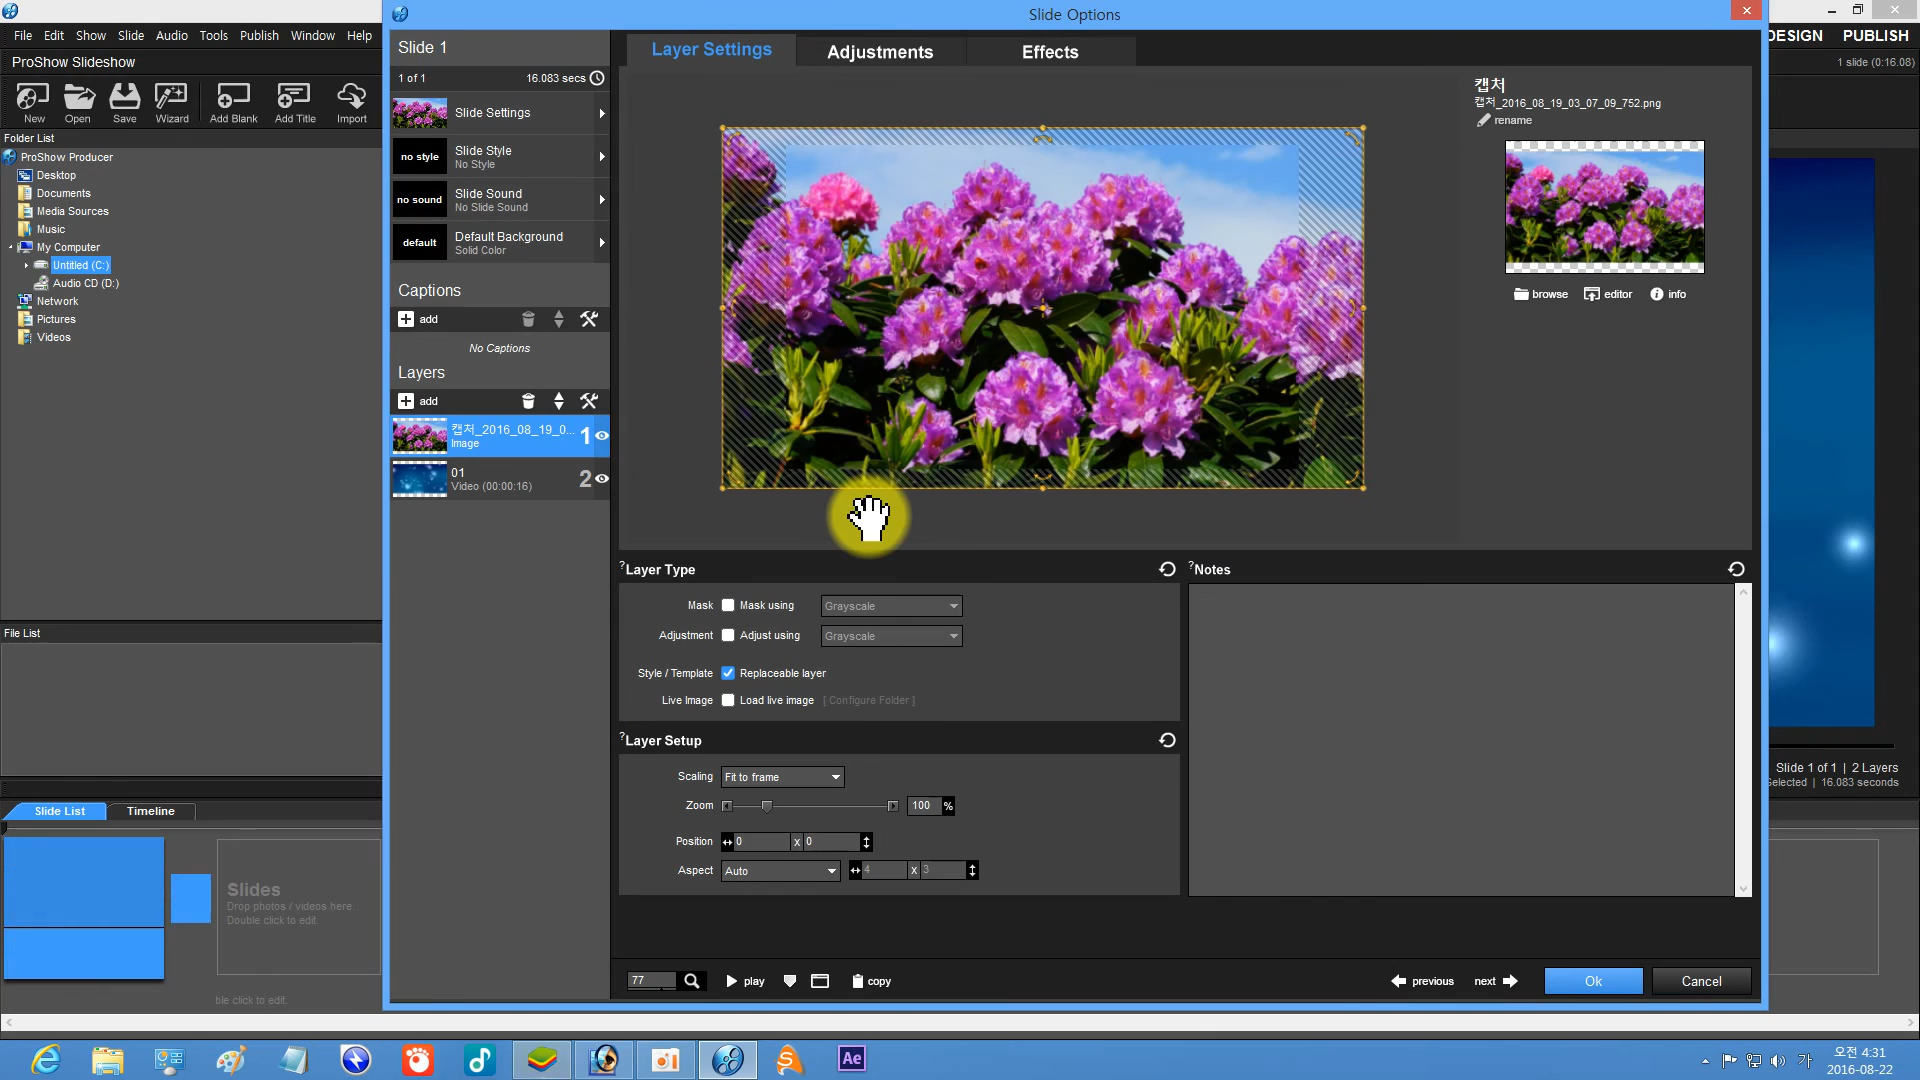 Slide Options
File Edit Show Slide Audio Tools Publish Window Help
DESIGN PUBLISH
ProShow Slideshow
1 slide (0:16.08)
New Open Save Wizard Add Blank Add Title Import
Folder List
ProShow Producer
Desktop
Documents
Media Sources
Music
My Computer
Untitled (C:)
Audio CD (D:)
Network
Pictures
Videos
File List
Slide 1
1 of 1 16.083 secs
Slide Settings
no style Slide Style
No Style
no sound Slide Sound
No Slide Sound
default Default Background
Solid Color
Captions
add
No Captions
Layers
add
캡처_2016_08_19_0... 1
Image
01 2
Video (00:00:16)
Layer Settings Adjustments Effects
캡처
캡처_2016_08_19_03_07_09_752.png
rename
browse editor info
?Layer Type
Mask Mask using Grayscale
Adjustment Adjust using Grayscale
Style / Template Replaceable layer
Live Image Load live image [ Configure Folder ]
?Notes
?Layer Setup
Scaling Fit to frame
Zoom 100 %
Position 0 x 0
Aspect Auto 4 x 3
77 play copy
previous next Ok Cancel
Slide 1 of 1 | 2 Layers
elected | 16.083 seconds
Slide List Timeline
Slides
Drop photos / videos here.
Double click to edit.
ble click to edit.
Ae
가
오전 4:31
2016-08-22